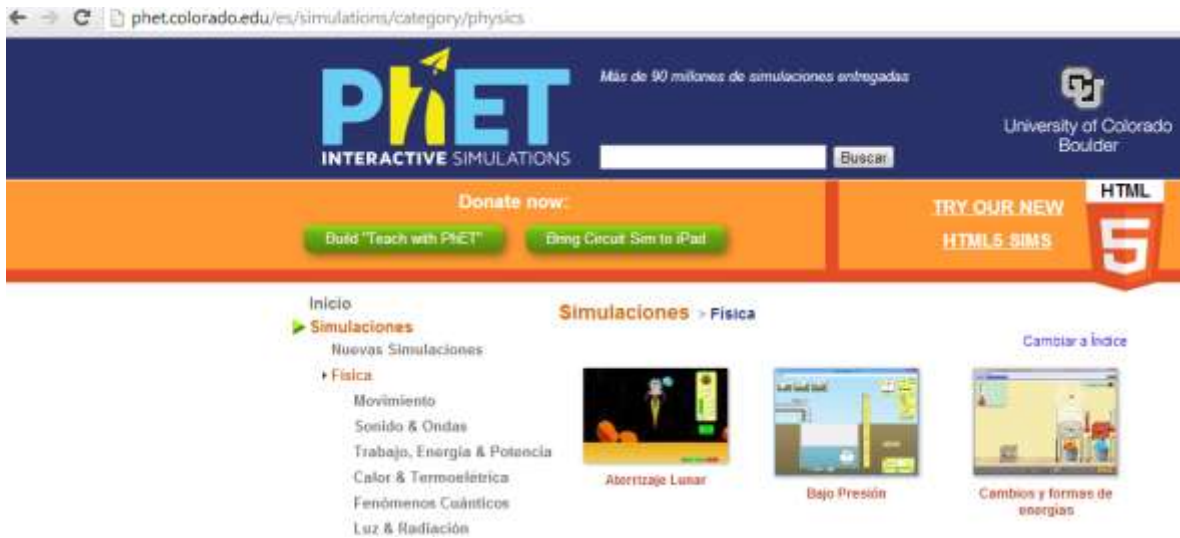 phet.colorado.edu/es/simulations/category/physics
PhET
INTERACTIVE SIMULATIONS
Más de 90 millones de simulaciones entregadas
Buscar
University of Colorado
Boulder
Donate now:
Build "Teach with PhET"
Bring Circuit Sim to iPad
TRY OUR NEW
HTML5 SIMS
HTML
5
Inicio
Simulaciones
Nuevas Simulaciones
Física
Movimiento
Sonido & Ondas
Trabajo, Energía & Potencia
Calor & Termoelétrica
Fenómenos Cuánticos
Luz & Radiación
Simulaciones > Física
Cambiar a Índice
Aterrizaje Lunar
Bajo Presión
Cambios y formas de
energías